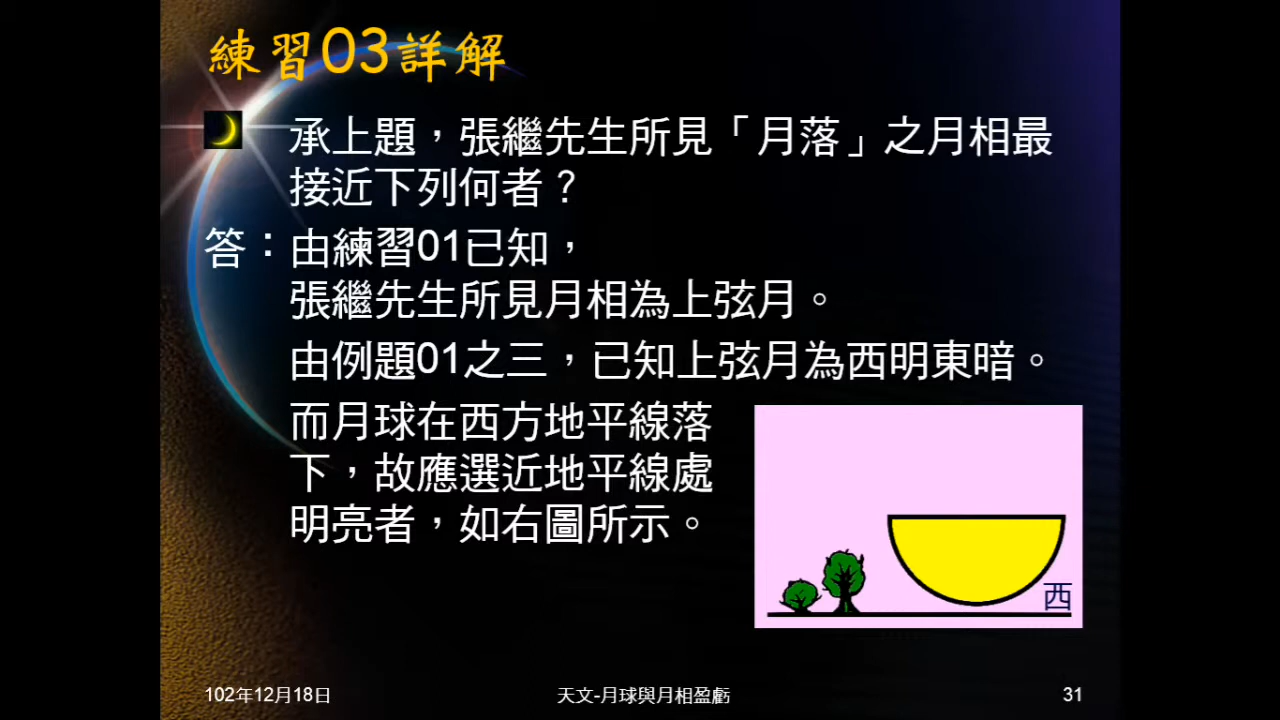 練習03詳解
承上題，張繼先生所見「月落」之月相最
接近下列何者？
答：由練習01已知，
張繼先生所見月相為上弦月。
由例題01之三，已知上弦月為西明東暗。
而月球在西方地平線落
下，故應選近地平線處
明亮者，如右圖所示。
西
102年12月18日
天文-月球與月相盈虧
31